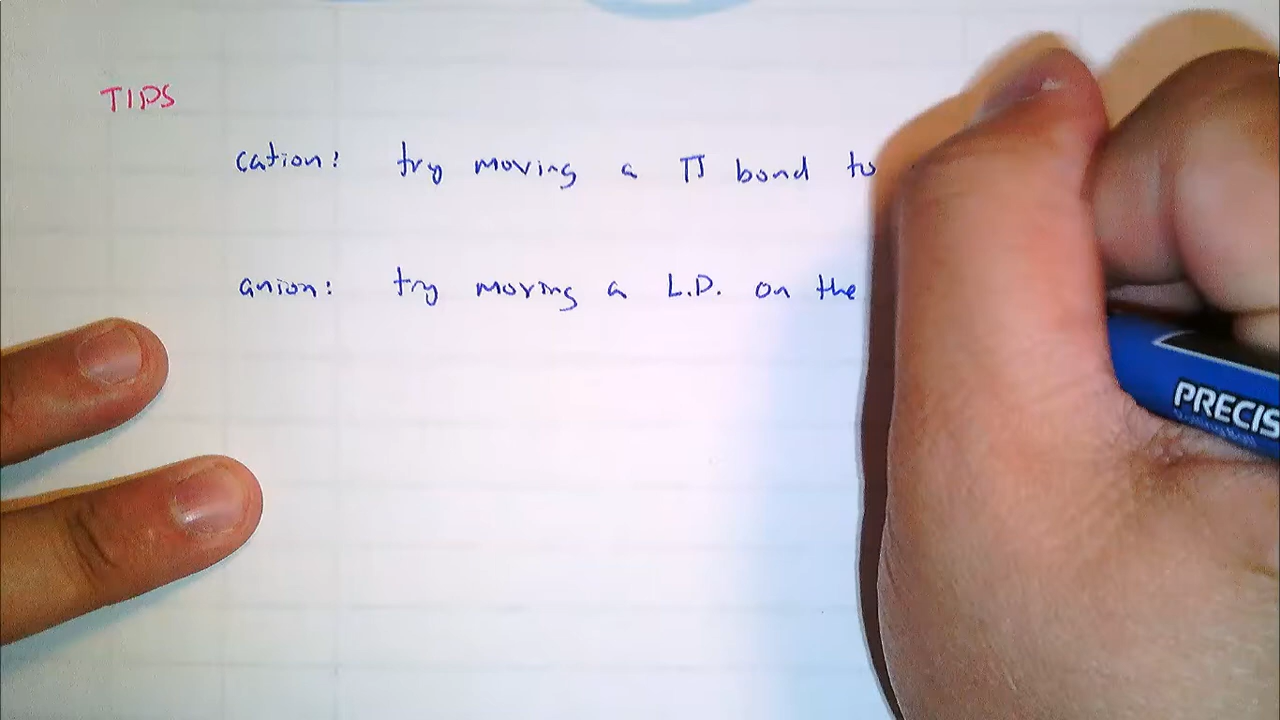 TIPS
cation: try moving a π bond to
anion: try moving a L.P. on the
PRECIS